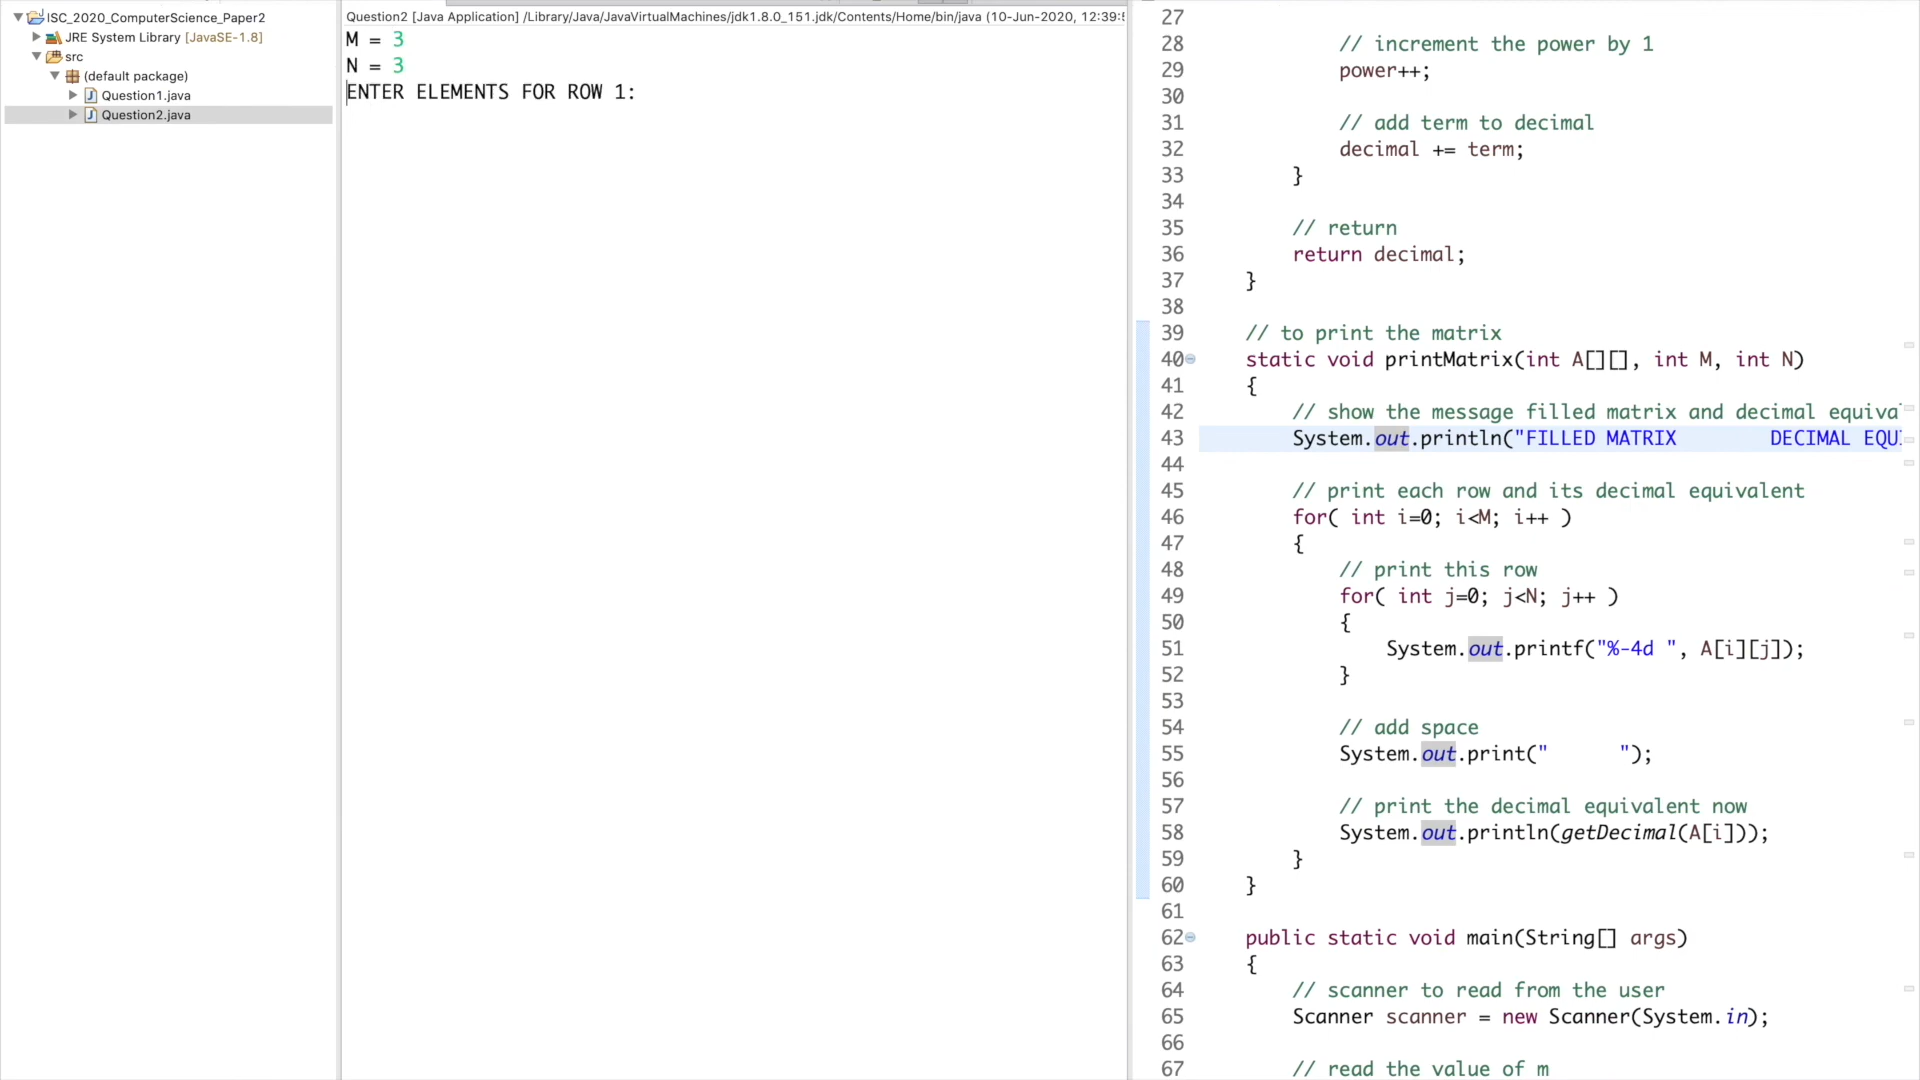 ISC_2020_ComputerScience_Paper2
JRE System Library [JavaSE-1.8]
src
(default package)
Question1.java
Question2.java
Question2 [Java Application] /Library/Java/JavaVirtualMachines/jdk1.8.0_151.jdk/Contents/Home/bin/java (10-Jun-2020, 12:39:
M = 3
N = 3
ENTER ELEMENTS FOR ROW 1:
27
28 // increment the power by 1
29 power++;
30
31 // add term to decimal
32 decimal += term;
33 }
34
35 // return
36 return decimal;
37 }
38
39 // to print the matrix
40 static void printMatrix(int A[][], int M, int N)
41 {
42 // show the message filled matrix and decimal equiva
43 System.out.println("FILLED MATRIX        DECIMAL EQU
44
45 // print each row and its decimal equivalent
46 for( int i=0; i<M; i++ )
47 {
48 // print this row
49 for( int j=0; j<N; j++ )
50 {
51 System.out.printf("%-4d ", A[i][j]);
52 }
53
54 // add space
55 System.out.print("      ");
56
57 // print the decimal equivalent now
58 System.out.println(getDecimal(A[i]));
59 }
60 }
61
62 public static void main(String[] args)
63 {
64 // scanner to read from the user
65 Scanner scanner = new Scanner(System.in);
66
67 // read the value of m